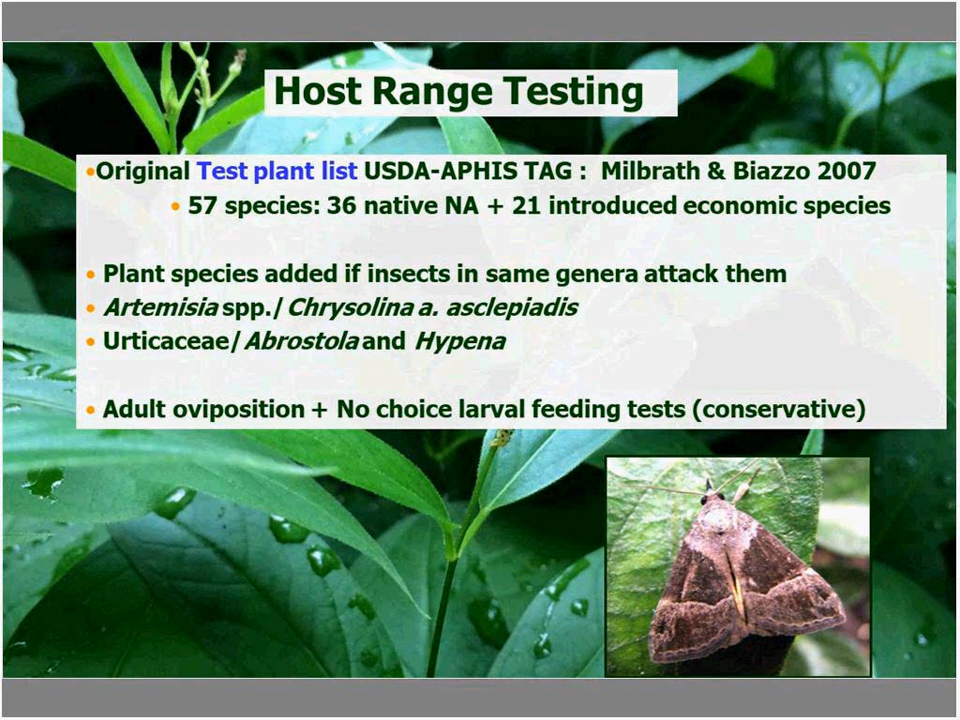 Host Range Testing
•Original Test plant list USDA-APHIS TAG : Milbrath & Biazzo 2007
• 57 species: 36 native NA + 21 introduced economic species
• Plant species added if insects in same genera attack them
• Artemisia spp./ Chrysolina a. asclepiadis
• Urticaceae/ Abrostola and Hypena
• Adult oviposition + No choice larval feeding tests (conservative)